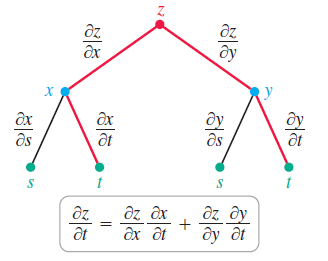 z
∂z/∂x ∂z/∂y
x y
∂x/∂s ∂x/∂t ∂y/∂s ∂y/∂t
s t s t
∂z/∂t = ∂z/∂x ∂x/∂t + ∂z/∂y ∂y/∂t